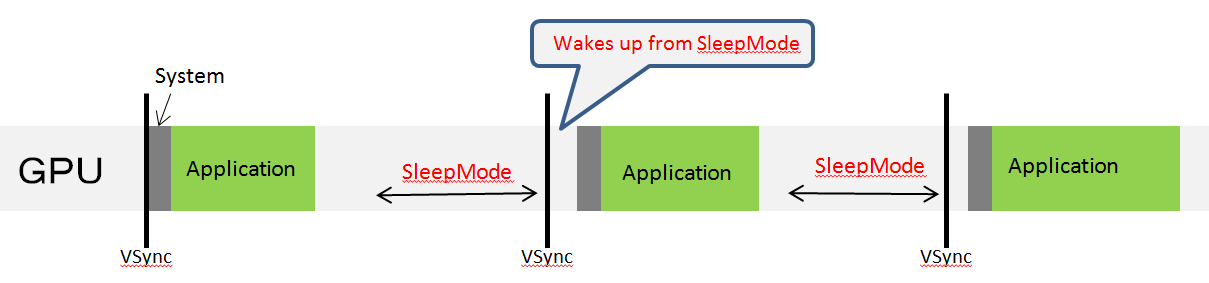 Wakes up from SleepMode
System
GPU
Application
SleepMode
Application
SleepMode
Application
VSync
VSync
VSync